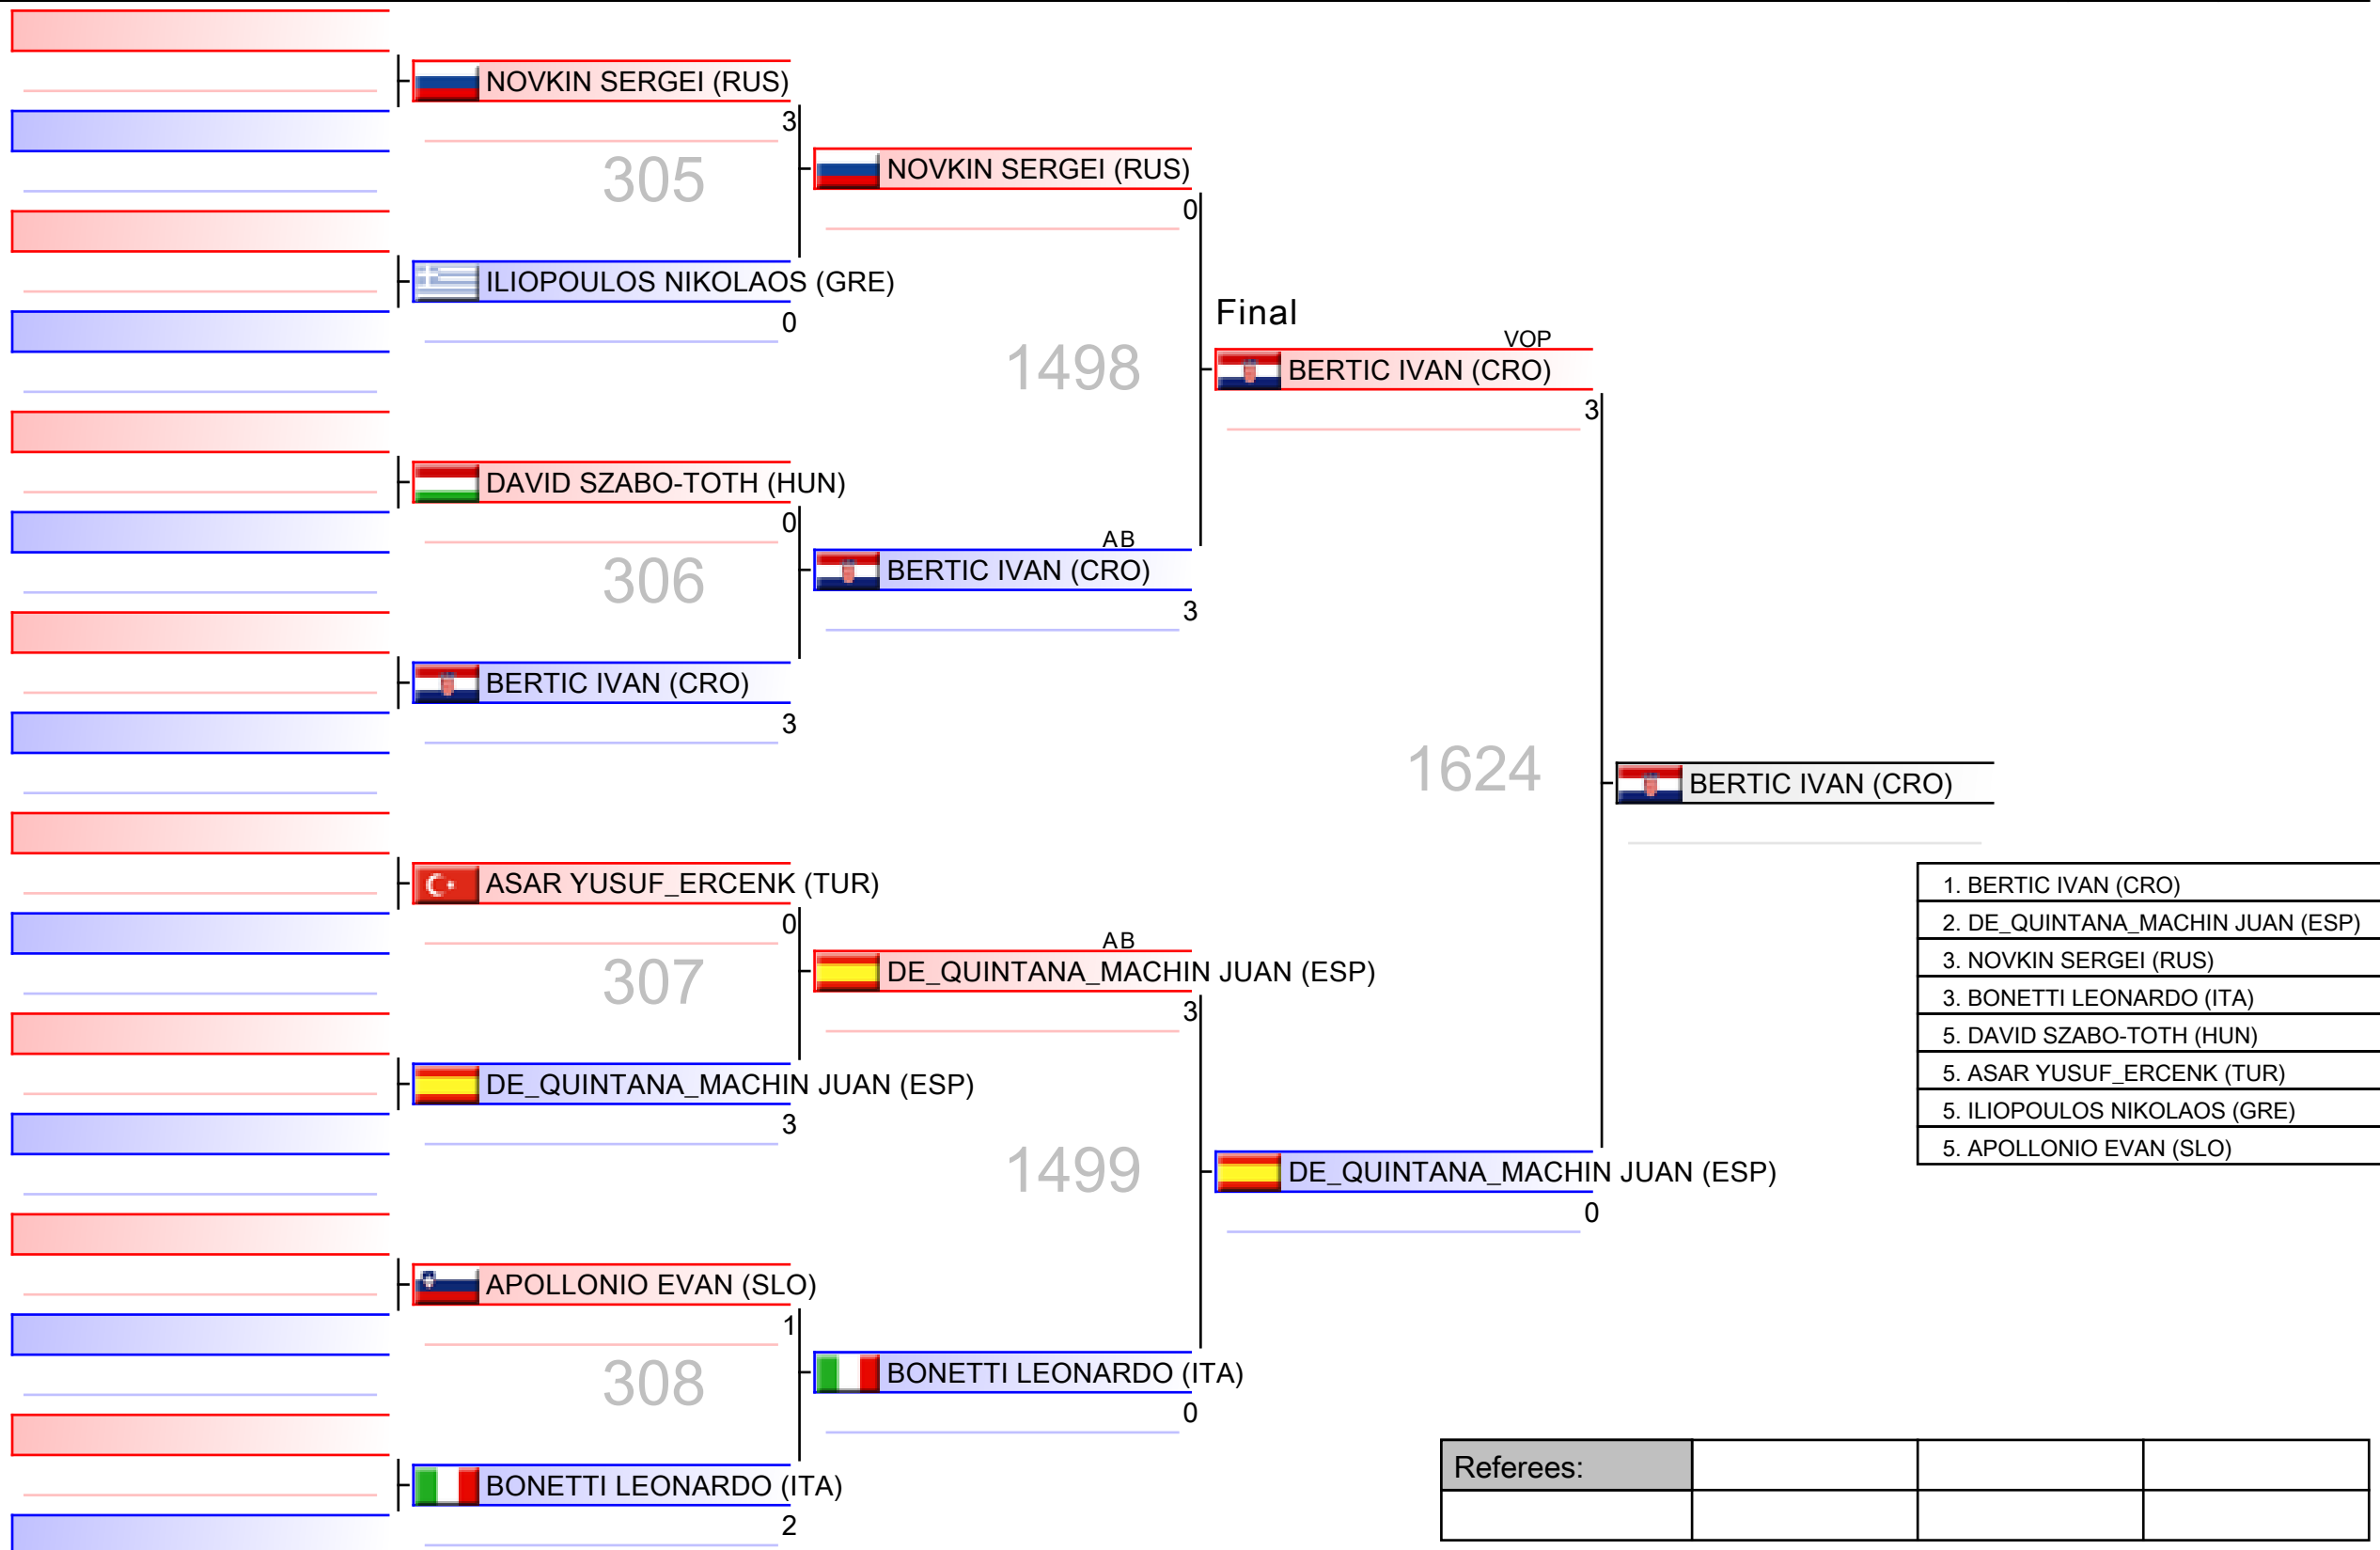 NOVKIN SERGEI (RUS)
3
305
ILIOPOULOS NIKOLAOS (GRE)
0
DAVID SZABO-TOTH (HUN)
0
306
BERTIC IVAN (CRO)
3
ASAR YUSUF_ERCENK (TUR)
0
307
DE_QUINTANA_MACHIN JUAN (ESP)
3
APOLLONIO EVAN (SLO)
1
308
BONETTI LEONARDO (ITA)
2
NOVKIN SERGEI (RUS)
0
1498
AB
BERTIC IVAN (CRO)
3
AB
DE_QUINTANA_MACHIN JUAN (ESP)
3
1499
BONETTI LEONARDO (ITA)
0
Final
VOP
BERTIC IVAN (CRO)
3
1624
DE_QUINTANA_MACHIN JUAN (ESP)
0
BERTIC IVAN (CRO)
1. BERTIC IVAN (CRO)
2. DE_QUINTANA_MACHIN JUAN (ESP)
3. NOVKIN SERGEI (RUS)
3. BONETTI LEONARDO (ITA)
5. DAVID SZABO-TOTH (HUN)
5. ASAR YUSUF_ERCENK (TUR)
5. ILIOPOULOS NIKOLAOS (GRE)
5. APOLLONIO EVAN (SLO)
Referees: